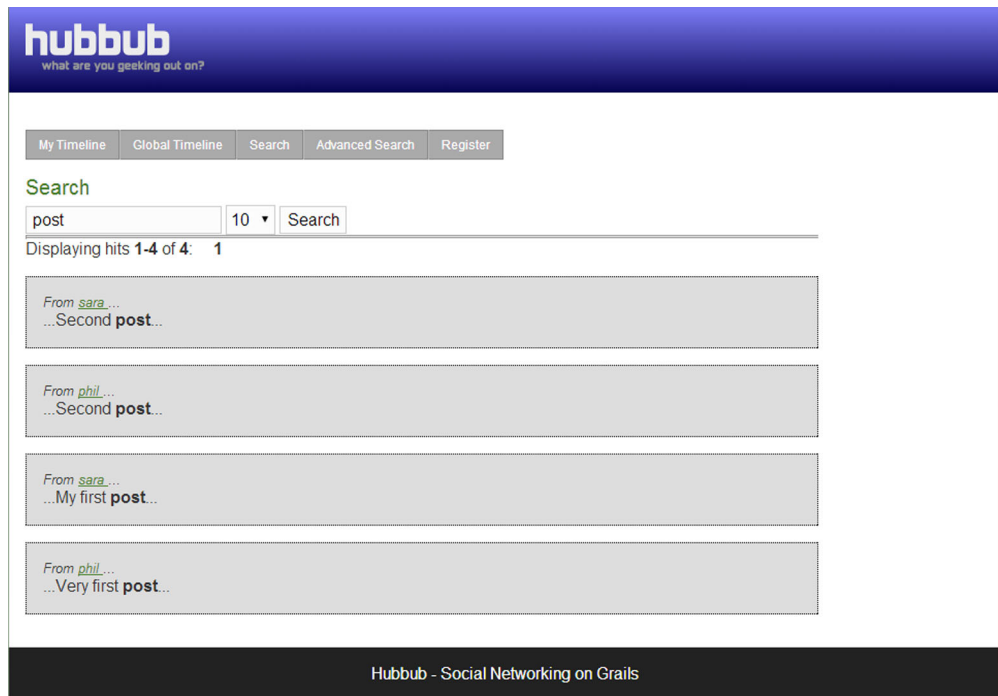 hubbub
what are you geeking out on?
My Timeline Global Timeline Search Advanced Search Register
Search
post 10 Search
Displaying hits 1-4 of 4: 1
From sara ...
...Second post...
From phil ...
...Second post...
From sara ...
...My first post...
From phil ...
...Very first post...
Hubbub - Social Networking on Grails